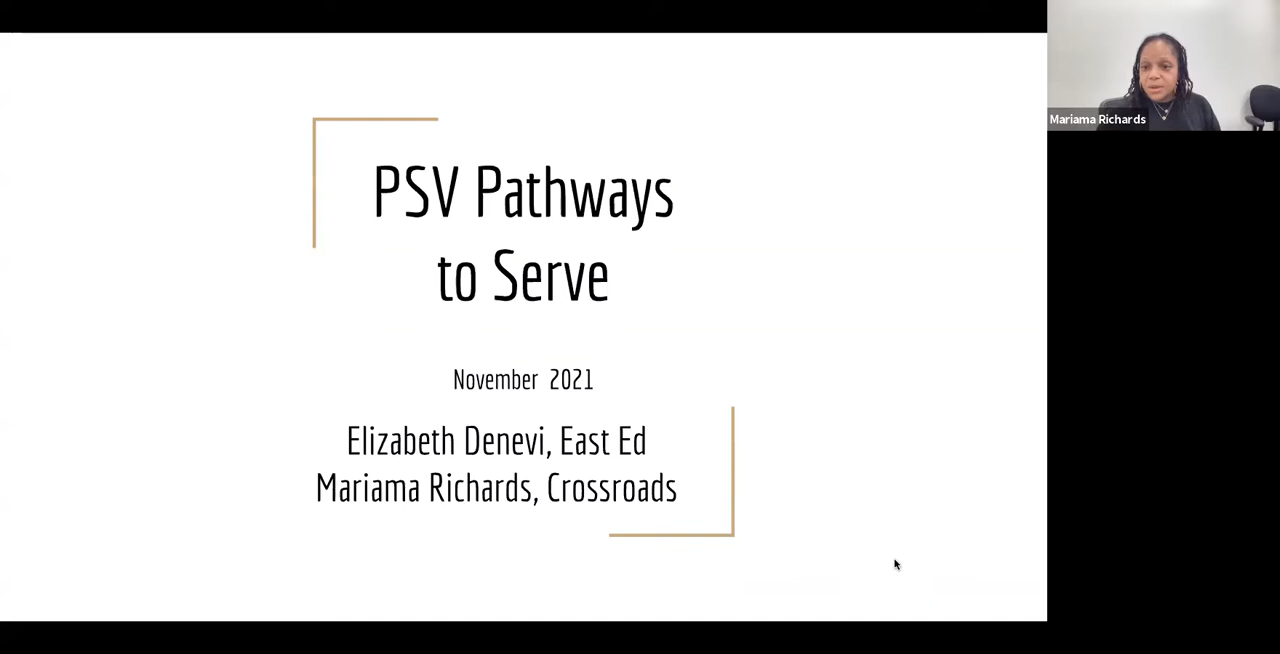 PSV Pathways
to Serve
November 2021
Elizabeth Denevi, East Ed
Mariama Richards, Crossroads
Mariama Richards